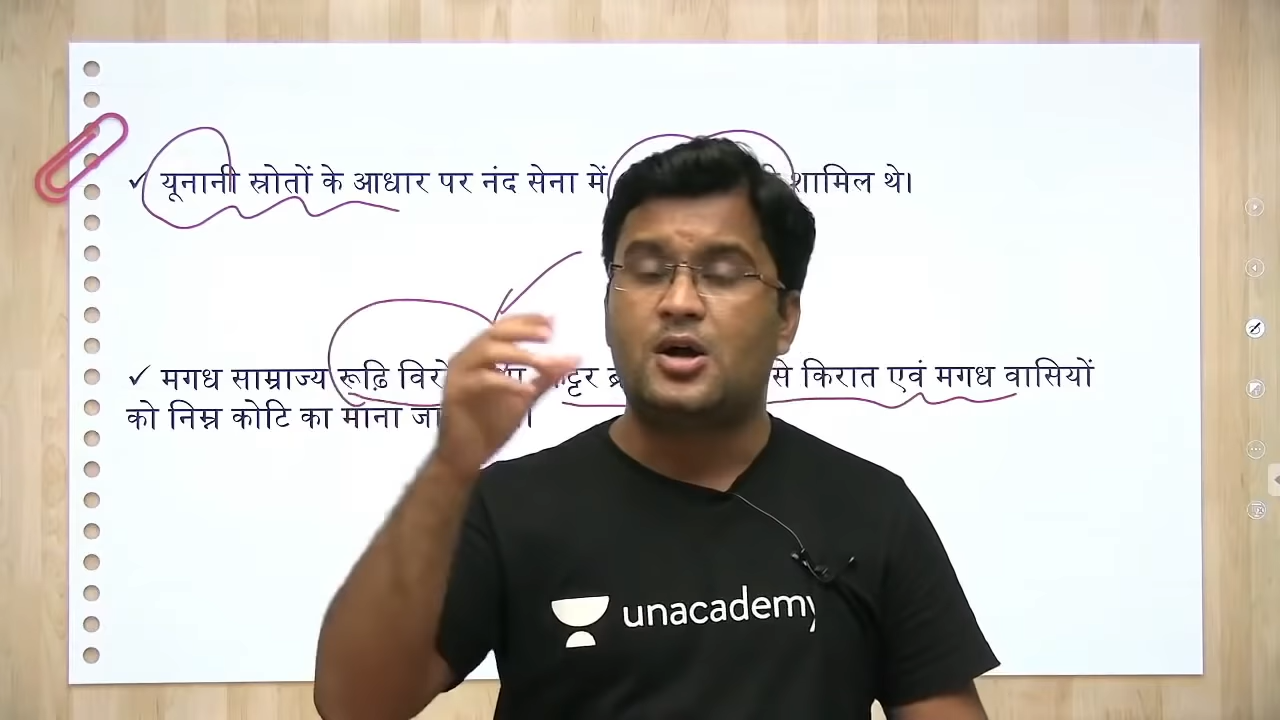 ✓ यूनानी स्रोतों के आधार पर नंद सेना में शामिल थे।
✓ मगध साम्राज्य रूढ़ि से किरात एवं मगध वासियों
को निम्न कोटि का माना
unacademy